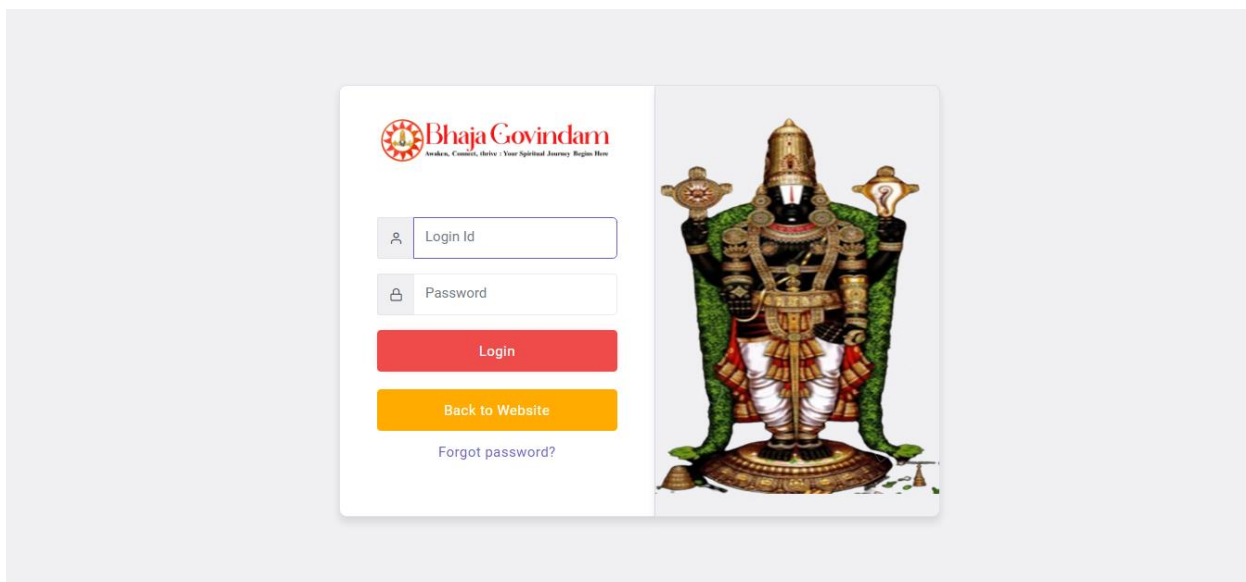 Bhaja Govindam
Awaken, Connect, thrive : Your Spiritual Journey Begins Here
Login Id
Password
Login
Back to Website
Forgot password?